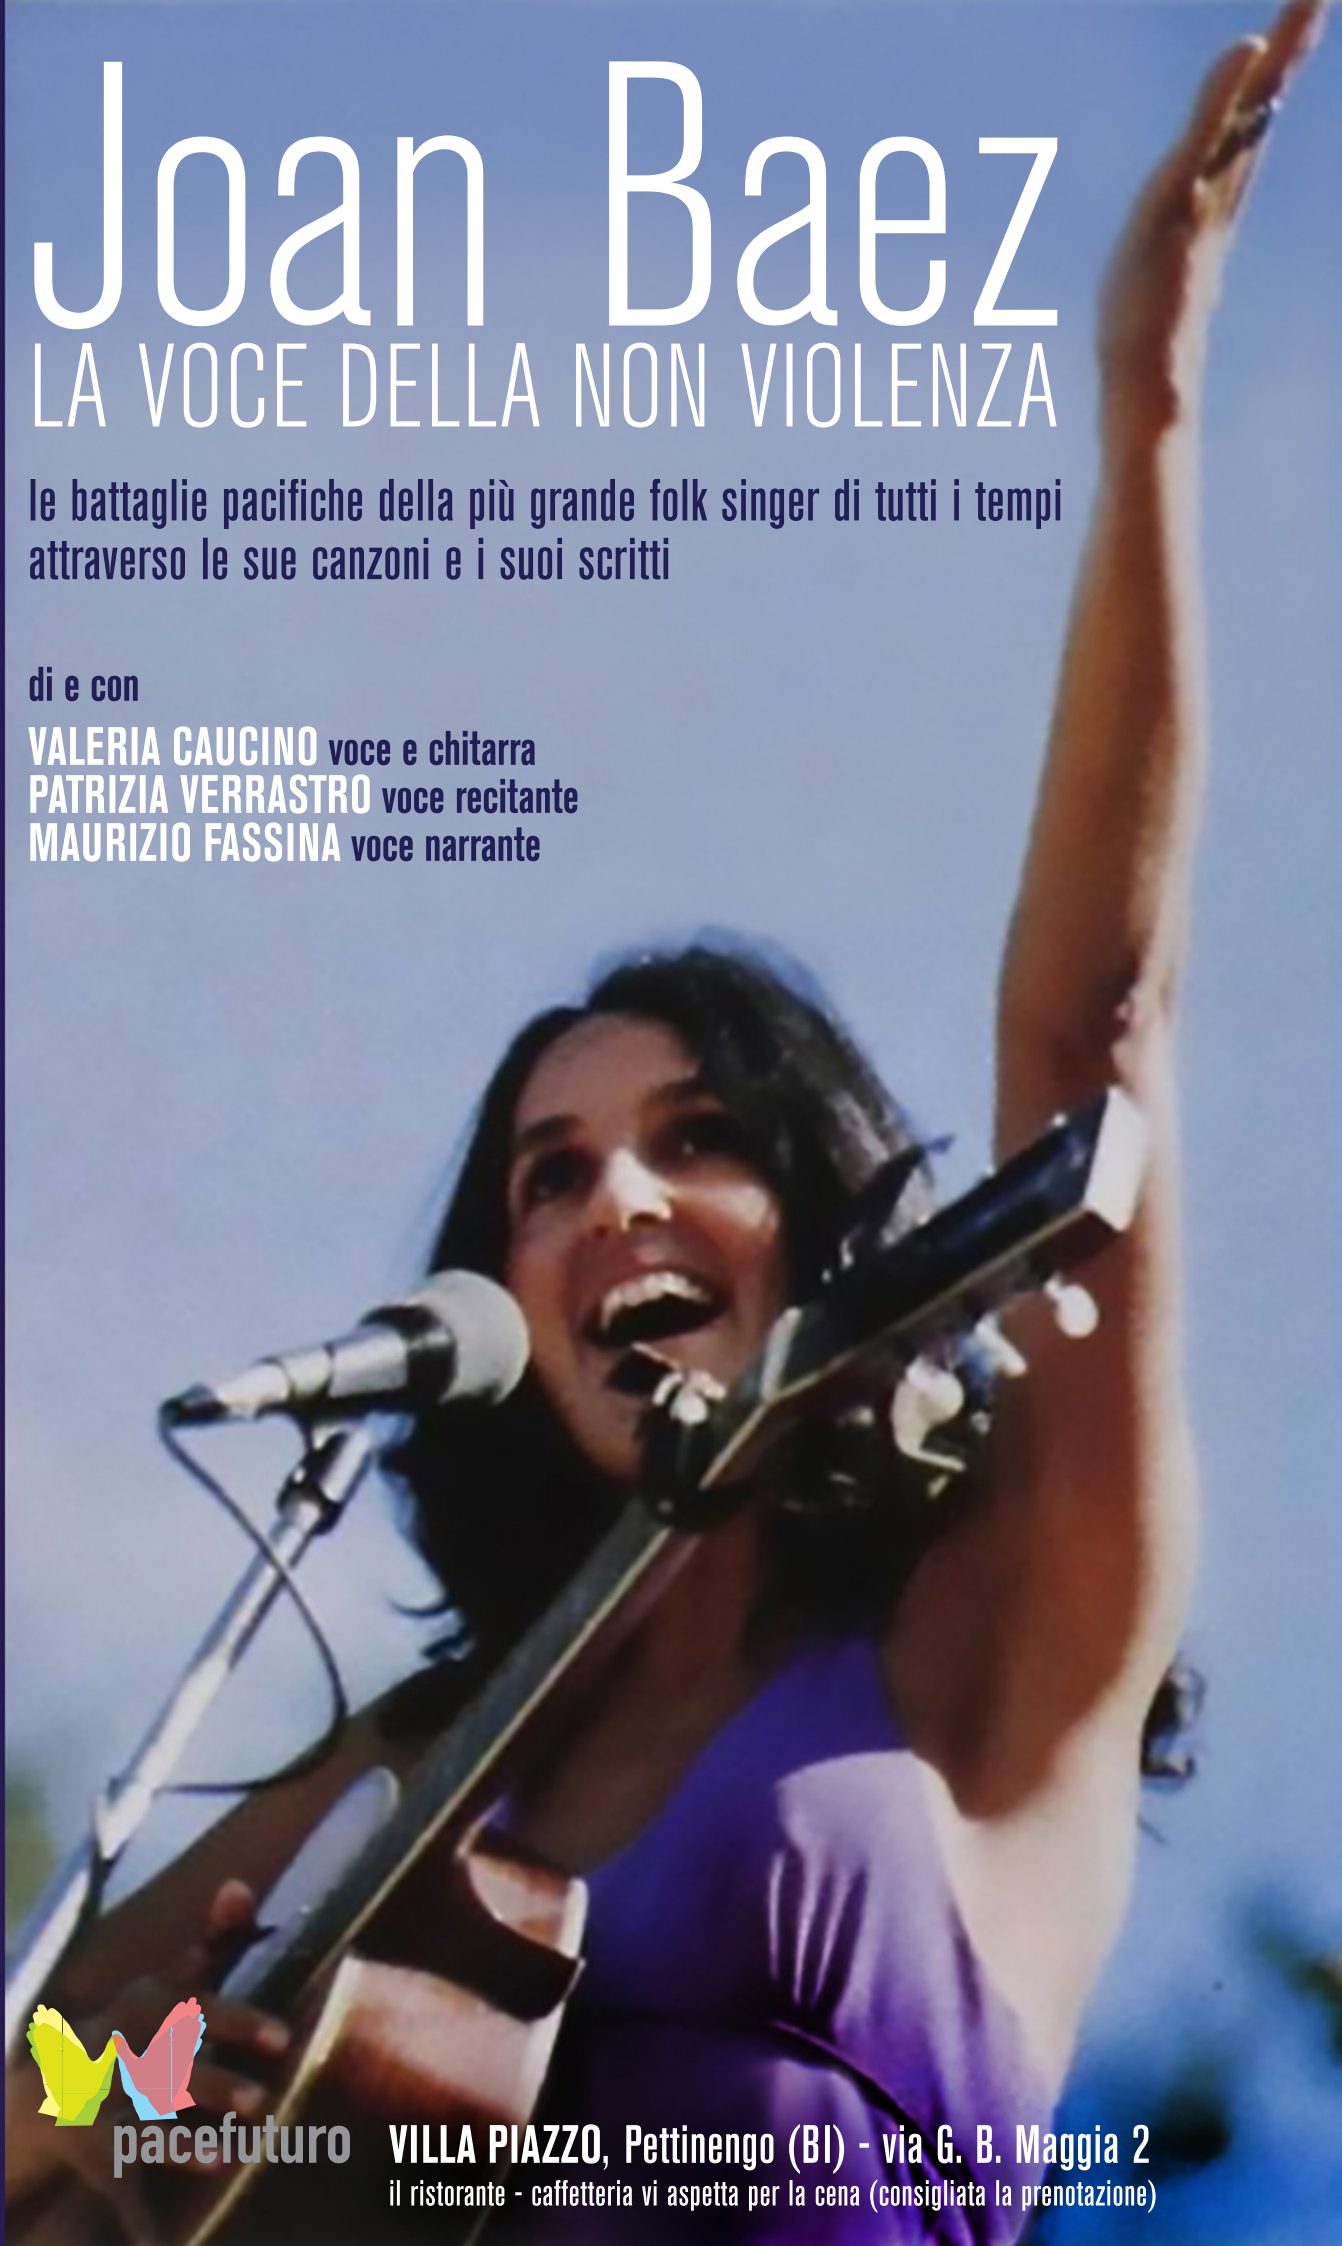 Joan Baez
LA VOCE DELLA NON VIOLENZA
le battaglie pacifiche della più grande folk singer di tutti i tempi
attraverso le sue canzoni e i suoi scritti
di e con
VALERIA CAUCINO voce e chitarra
PATRIZIA VERRASTRO voce recitante
MAURIZIO FASSINA voce narrante
pacefuturo
VILLA PIAZZO, Pettinengo (BI) - via G. B. Maggia 2
il ristorante - caffetteria vi aspetta per la cena (consigliata la prenotazione)